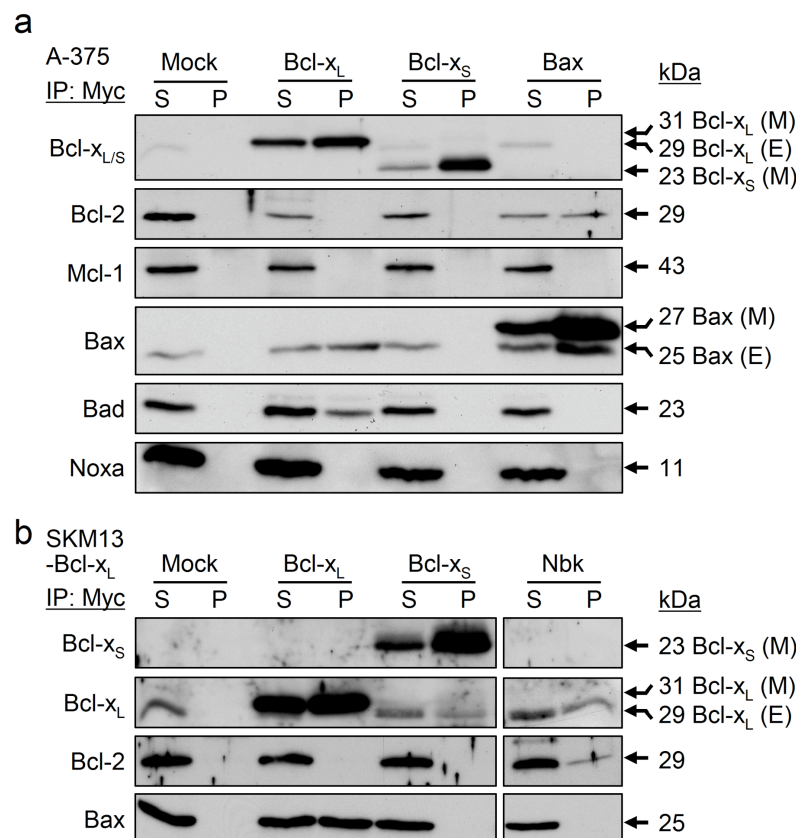 a
A-375 Mock Bcl-xL Bcl-xS Bax kDa
IP: Myc S P S P S P S P
Bcl-xL/S 31 Bcl-xL (M)
29 Bcl-xL (E)
23 Bcl-xS (M)
Bcl-2 29
Mcl-1 43
Bax 27 Bax (M)
25 Bax (E)
Bad 23
Noxa 11
b SKM13
-Bcl-xL Mock Bcl-xL Bcl-xS Nbk
IP: Myc S P S P S P S P kDa
Bcl-xS 23 Bcl-xS (M)
Bcl-xL 31 Bcl-xL (M)
29 Bcl-xL (E)
Bcl-2 29
Bax 25